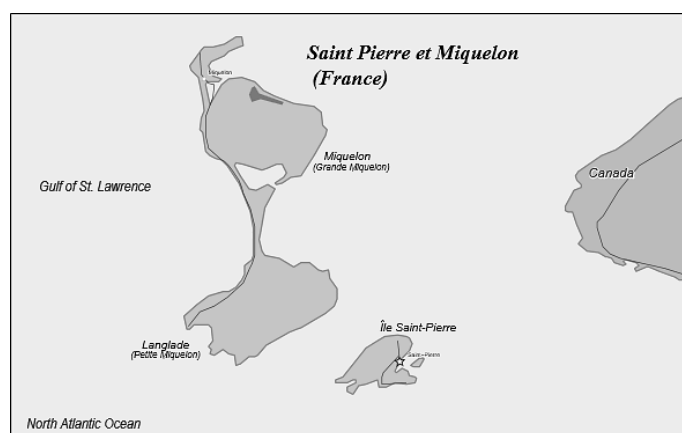 Saint Pierre et Miquelon
(France)
Miquelon
Miquelon
(Grande Miquelon)
Canada
Gulf of St. Lawrence
Île Saint-Pierre
Saint-Pierre
Langlade
(Petite Miquelon)
North Atlantic Ocean